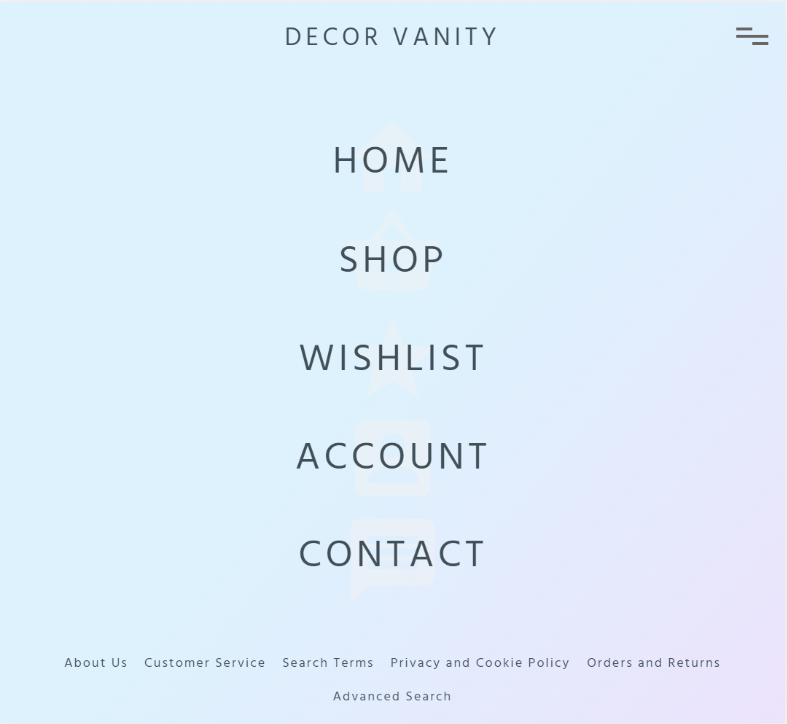 DECOR VANITY
HOME
SHOP
WISHLIST
ACCOUNT
CONTACT
About Us Customer Service Search Terms Privacy and Cookie Policy Orders and Returns
Advanced Search